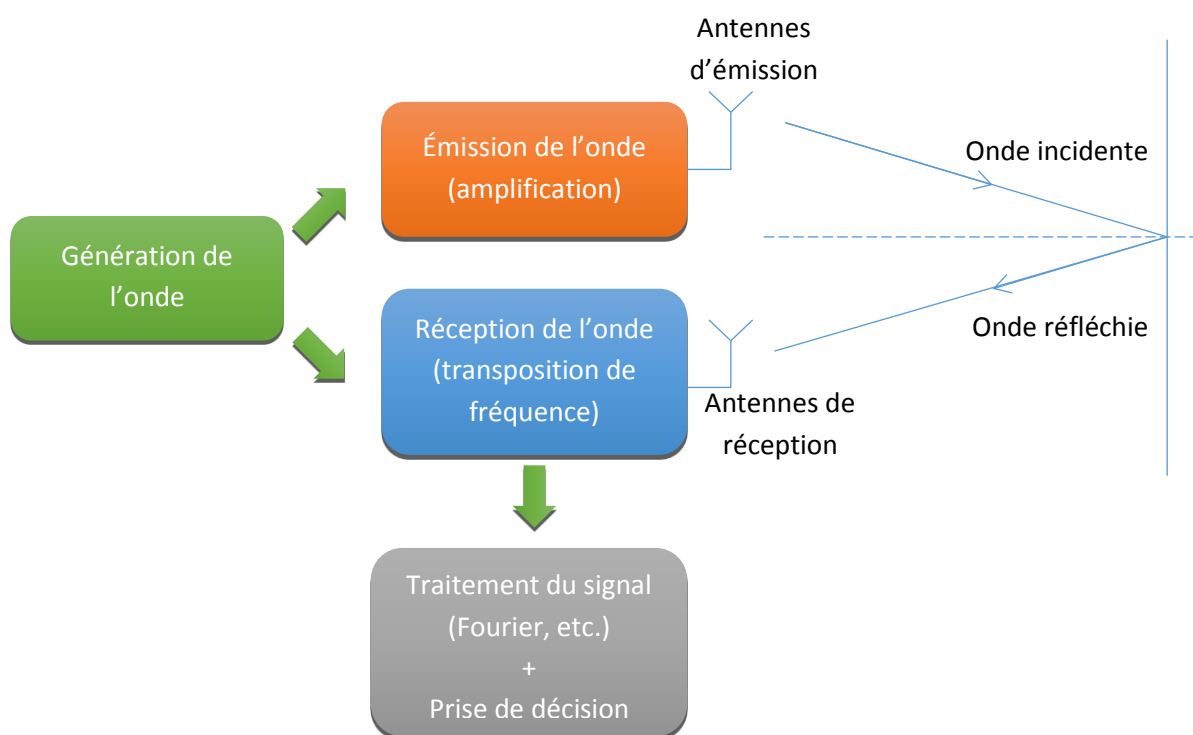 Antennes
d'émission
Émission de l'onde
(amplification)
Onde incidente
Génération de
l'onde
Réception de l'onde
(transposition de
fréquence)
Onde réfléchie
Antennes de
réception
Traitement du signal
(Fourier, etc.)
+
Prise de décision